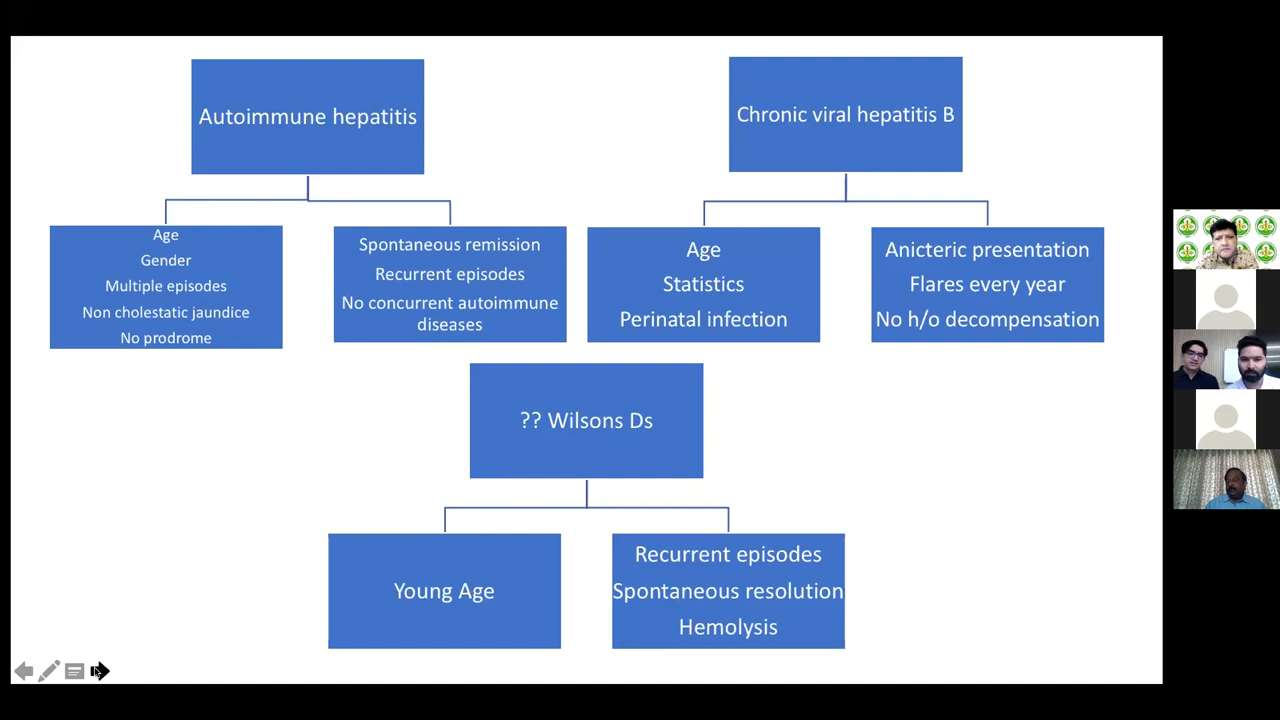 Autoimmune hepatitis
Age
Gender
Multiple episodes
Non cholestatic jaundice
No prodrome
Spontaneous remission
Recurrent episodes
No concurrent autoimmune
diseases
Chronic viral hepatitis B
Age
Statistics
Perinatal infection
Anicteric presentation
Flares every year
No h/o decompensation
?? Wilsons Ds
Young Age
Recurrent episodes
Spontaneous resolution
Hemolysis